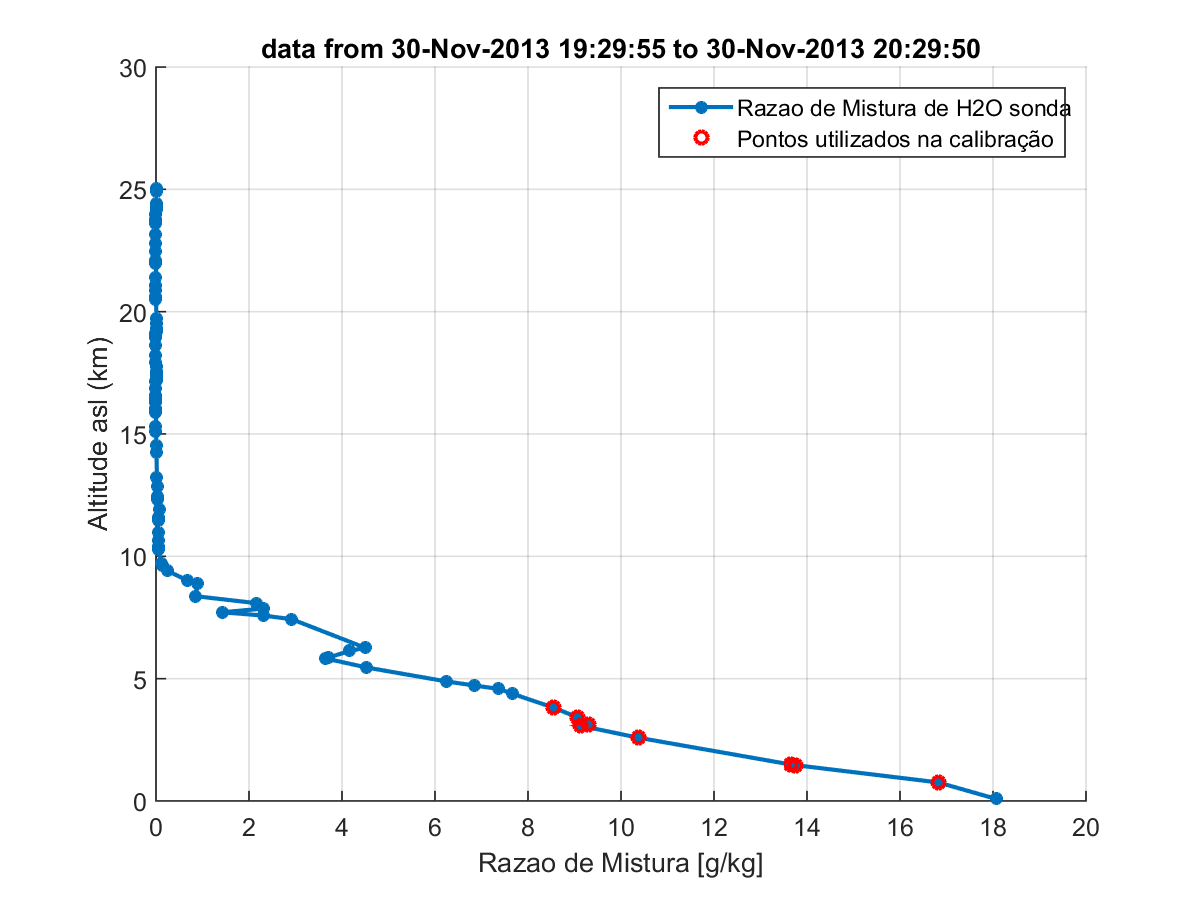 data from 30-Nov-2013 19:29:55 to 30-Nov-2013 20:29:50
Razao de Mistura de H2O sonda
Pontos utilizados na calibração
30
25
20
15
10
5
0
Altitude asl (km)
0 2 4 6 8 10 12 14 16 18 20
Razao de Mistura [g/kg]